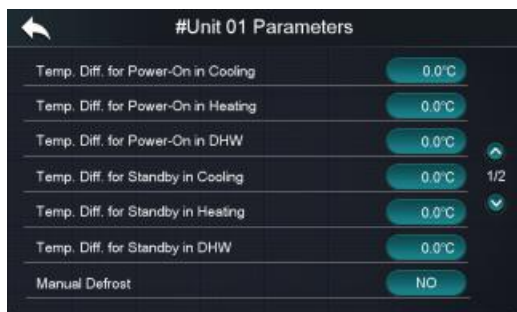 #Unit 01 Parameters
Temp. Diff. for Power-On in Cooling 0.0°C
Temp. Diff. for Power-On in Heating 0.0°C
Temp. Diff. for Power-On in DHW 0.0°C
Temp. Diff. for Standby in Cooling 0.0°C
1/2
Temp. Diff. for Standby in Heating 0.0°C
Temp. Diff. for Standby in DHW 0.0°C
Manual Defrost NO